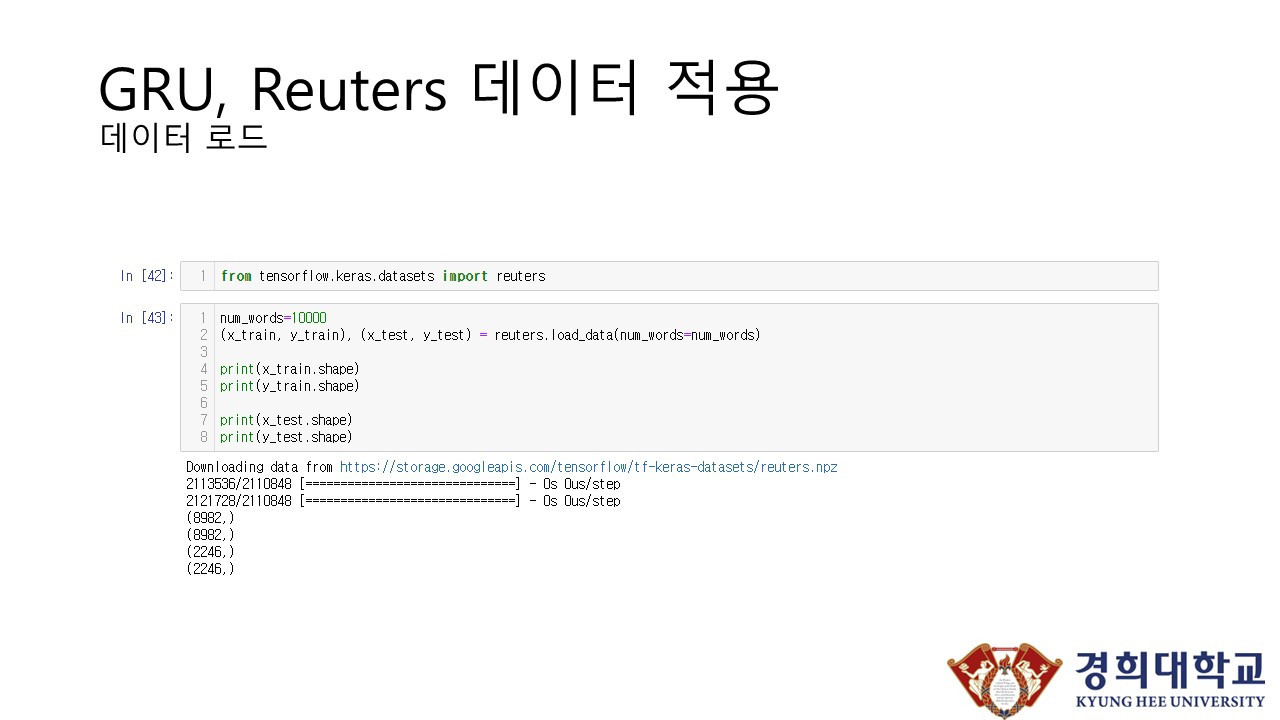 GRU, Reuters 데이터 적용
데이터 로드
In [42]:
1 from tensorflow.keras.datasets import reuters
In [43]:
1 num_words=10000
2 (x_train, y_train), (x_test, y_test) = reuters.load_data(num_words=num_words)
3
4 print(x_train.shape)
5 print(y_train.shape)
6
7 print(x_test.shape)
8 print(y_test.shape)
Downloading data from https://storage.googleapis.com/tensorflow/tf-keras-datasets/reuters.npz
2113536/2110848 [==============================] - 0s 0us/step
2121728/2110848 [==============================] - 0s 0us/step
(8982,)
(8982,)
(2246,)
(2246,)
경희대학교
KYUNG HEE UNIVERSITY